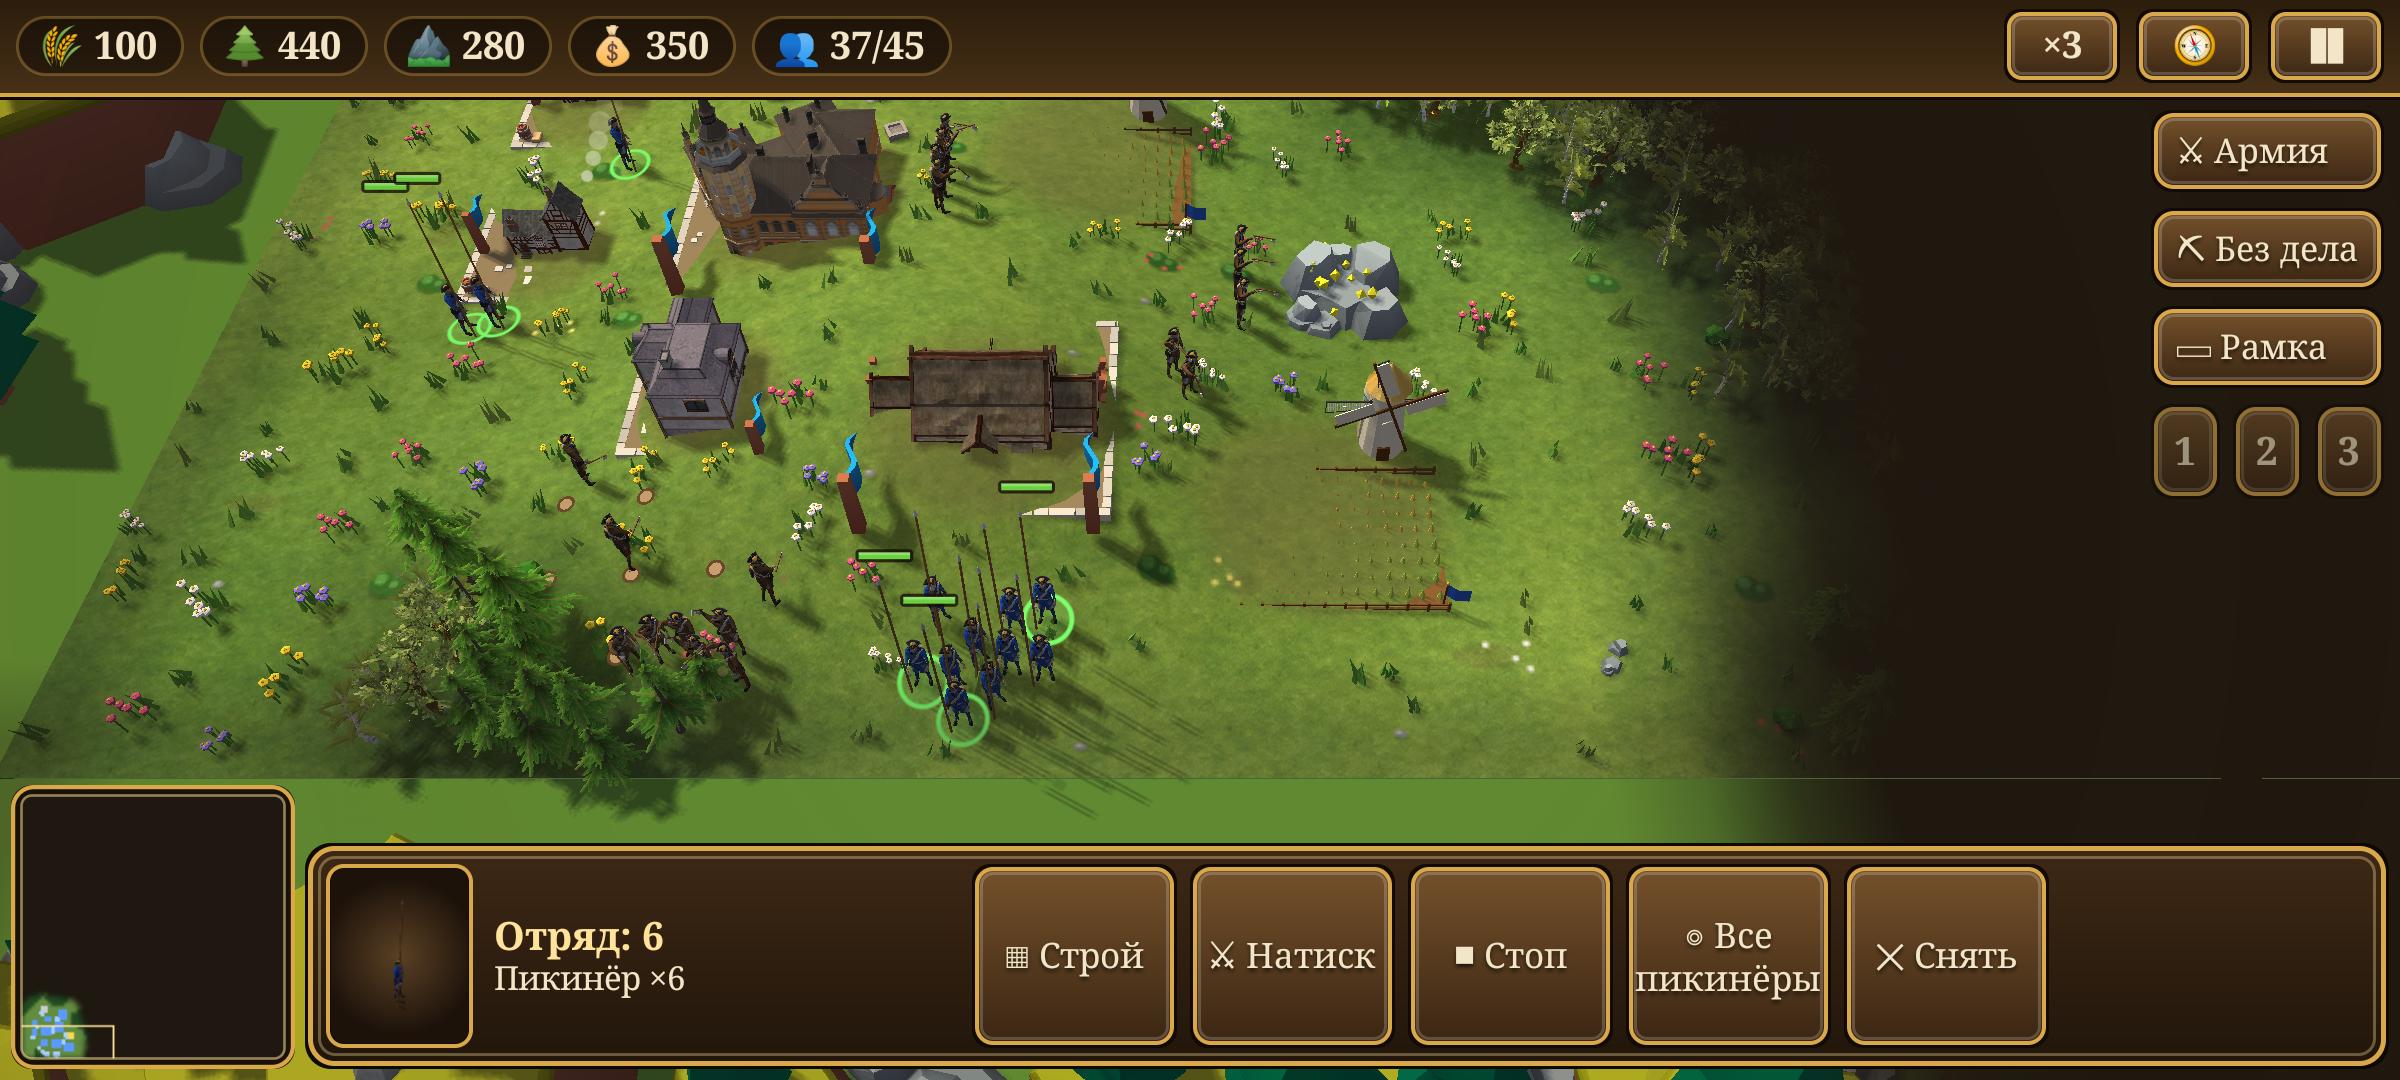 100 440 280 350 37/45 ×3
Армия
Без дела
Рамка
1 2 3
Отряд: 6
Пикинёр ×6
Строй
Натиск
Стоп
Все
пикинёры
Снять